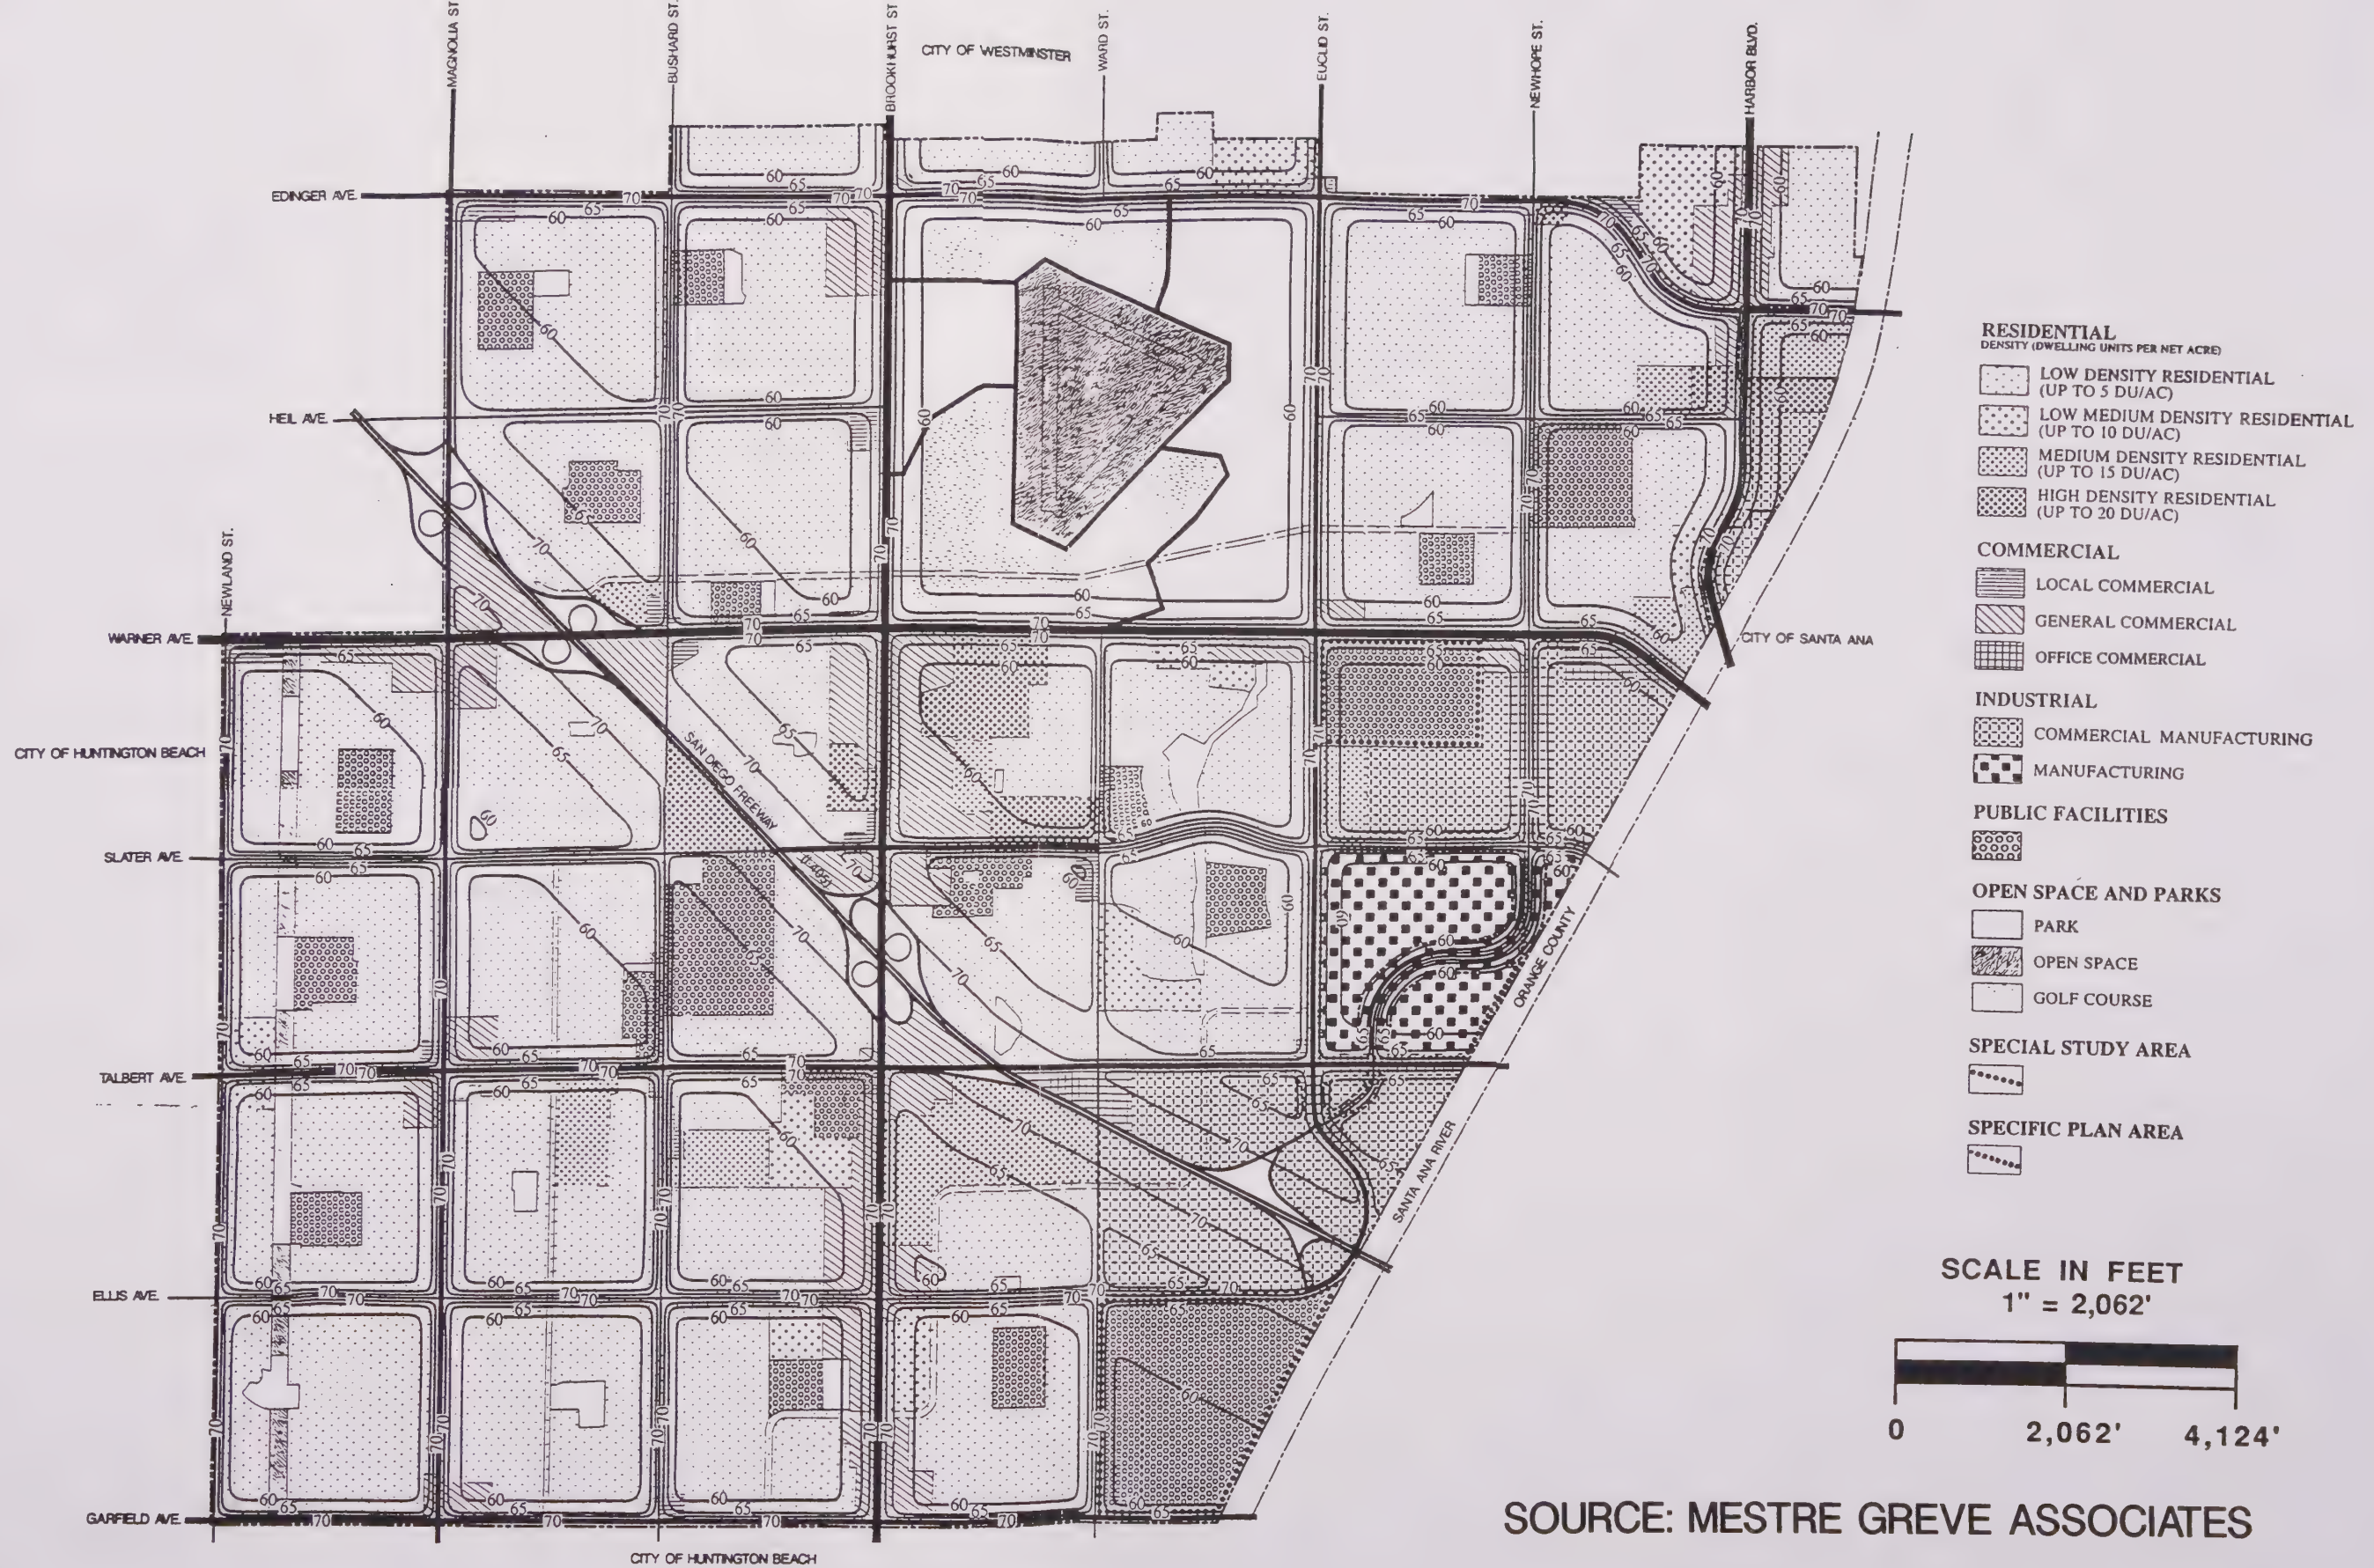 MAGNOLIA ST
BUSHARD ST.
BROOKHURST ST
CITY OF WESTMINSTER
WARD ST.
EUCLID ST.
NEWHOPE ST.
HARBOR BLVD.
EDINGER AVE.
HEIL AVE.
NEWLAND ST.
WARNER AVE.
CITY OF SANTA ANA
CITY OF HUNTINGTON BEACH
SAN DIEGO FREEWAY
(I-405)
SLATER AVE.
ORANGE COUNTY
TALBERT AVE.
SANTA ANA RIVER
ELLIS AVE.
GARFIELD AVE.
CITY OF HUNTINGTON BEACH
60
65
70
RESIDENTIAL
DENSITY (DWELLING UNITS PER NET ACRE)
LOW DENSITY RESIDENTIAL
(UP TO 5 DU/AC)
LOW MEDIUM DENSITY RESIDENTIAL
(UP TO 10 DU/AC)
MEDIUM DENSITY RESIDENTIAL
(UP TO 15 DU/AC)
HIGH DENSITY RESIDENTIAL
(UP TO 20 DU/AC)
COMMERCIAL
LOCAL COMMERCIAL
GENERAL COMMERCIAL
OFFICE COMMERCIAL
INDUSTRIAL
COMMERCIAL MANUFACTURING
MANUFACTURING
PUBLIC FACILITIES
OPEN SPACE AND PARKS
PARK
OPEN SPACE
GOLF COURSE
SPECIAL STUDY AREA
SPECIFIC PLAN AREA
SCALE IN FEET
1" = 2,062'
0 2,062' 4,124'
SOURCE: MESTRE GREVE ASSOCIATES